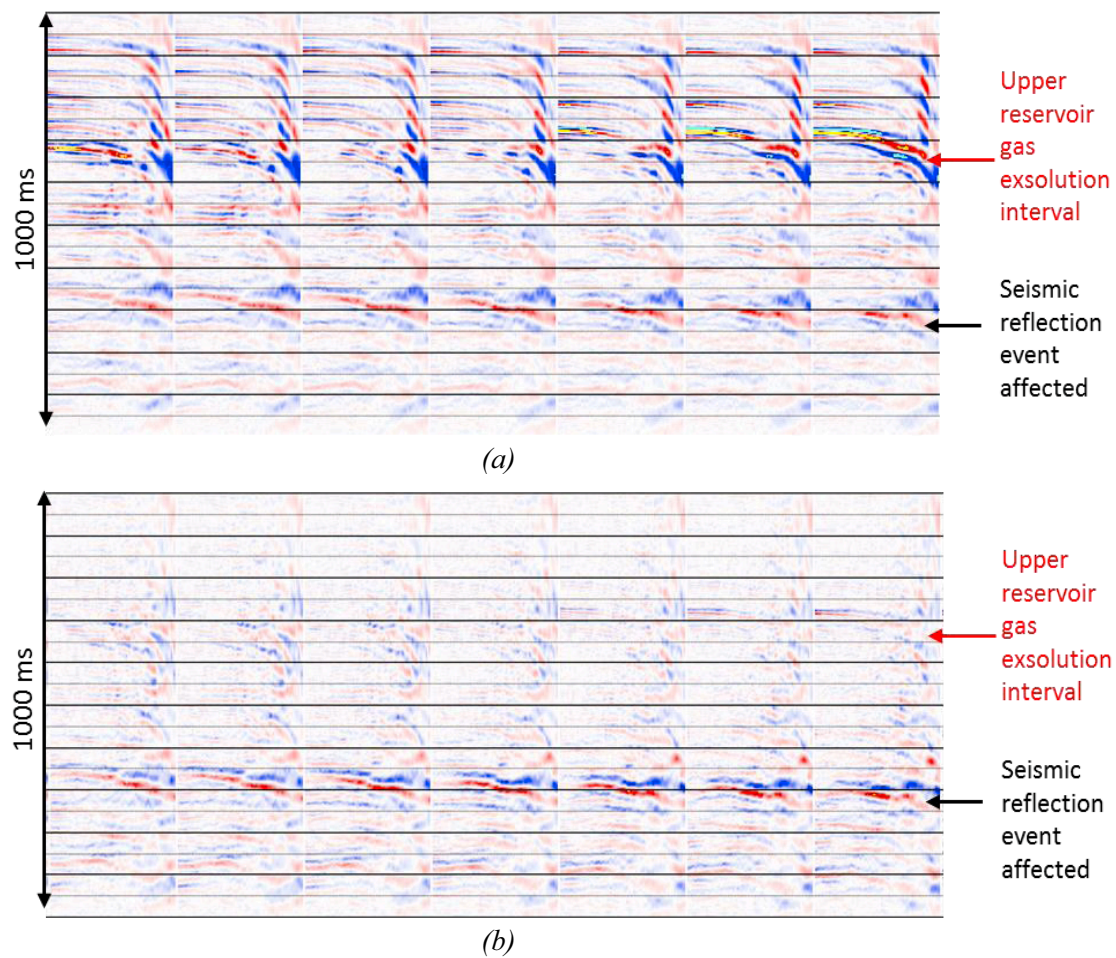 1000 ms
Upper
reservoir
gas
exsolution
interval
Seismic
reflection
event
affected
(a)
1000 ms
Upper
reservoir
gas
exsolution
interval
Seismic
reflection
event
affected
(b)